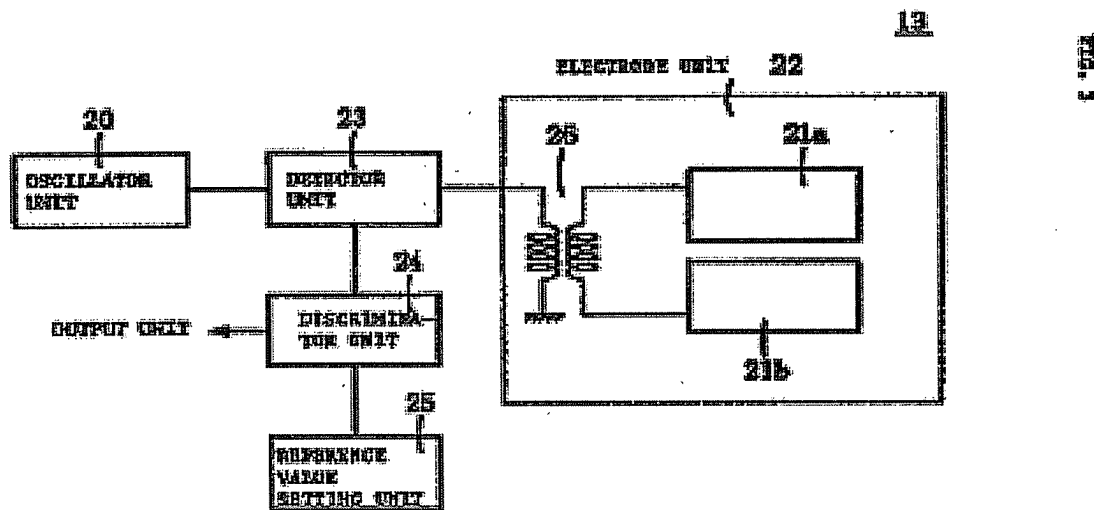 13
ELECTRODE UNIT 22
20
23
26
21a
OSCILLATOR
UNIT
DETECTOR
UNIT
24
OUTPUT UNIT
DISCRIMINA
TOR UNIT
21b
25
REFERENCE
VALUE
SETTING UNIT